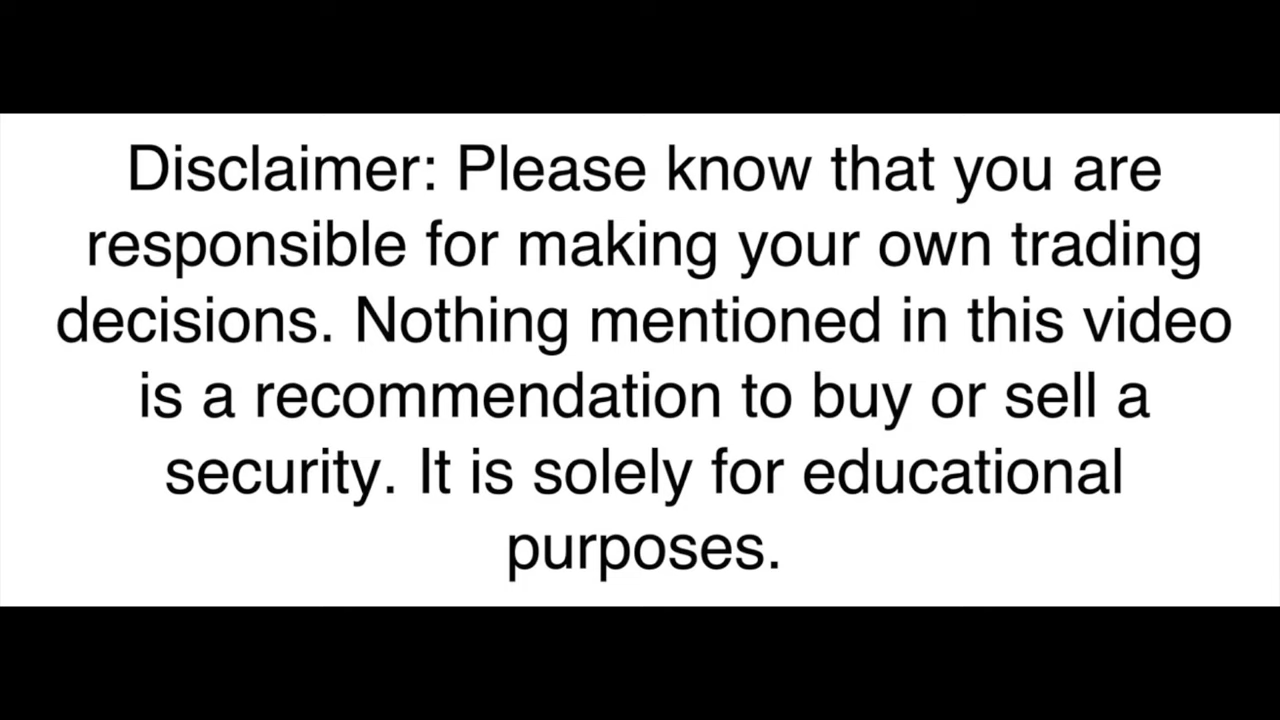 Disclaimer: Please know that you are
responsible for making your own trading
decisions. Nothing mentioned in this video
is a recommendation to buy or sell a
security. It is solely for educational
purposes.